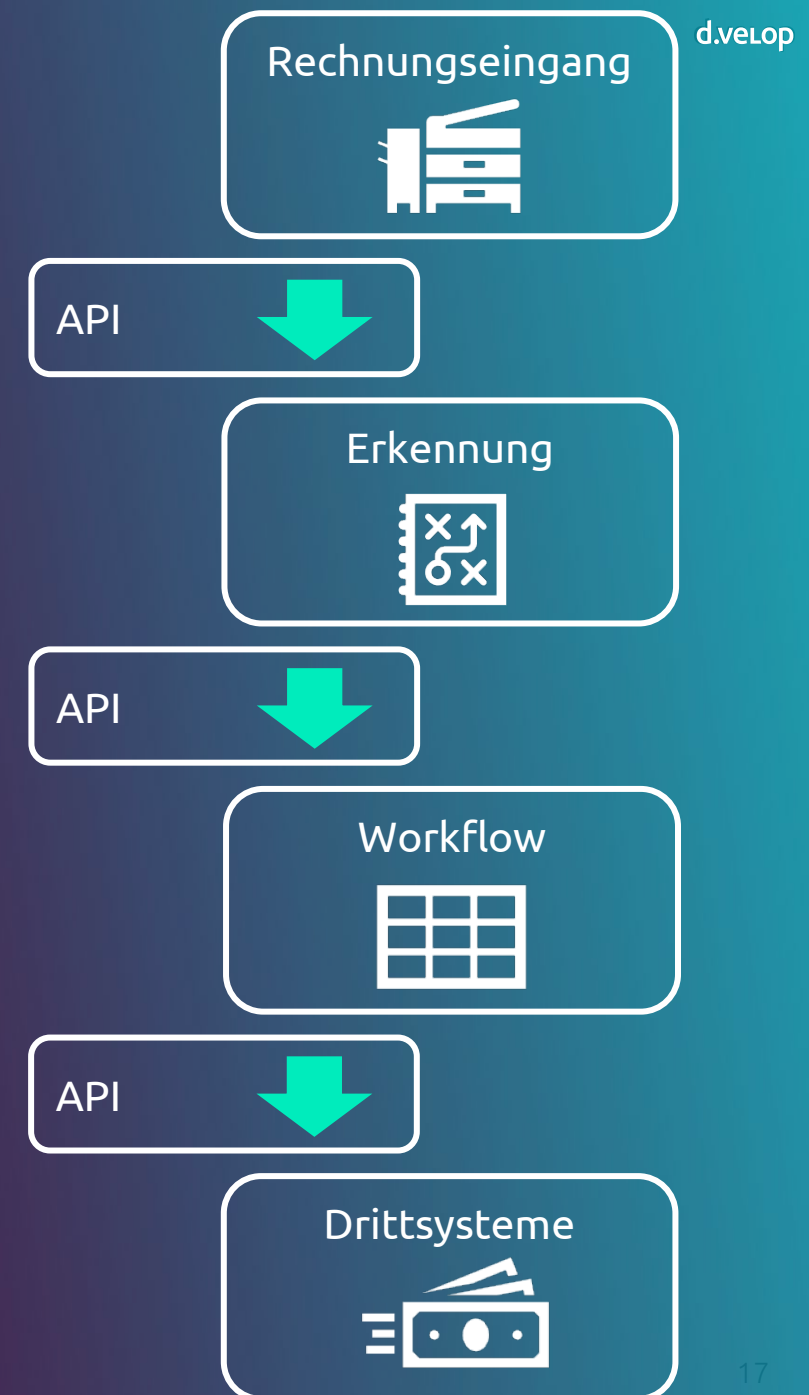 d.velop
Rechnungseingang
API
Erkennung
API
Workflow
API
Drittsysteme
17